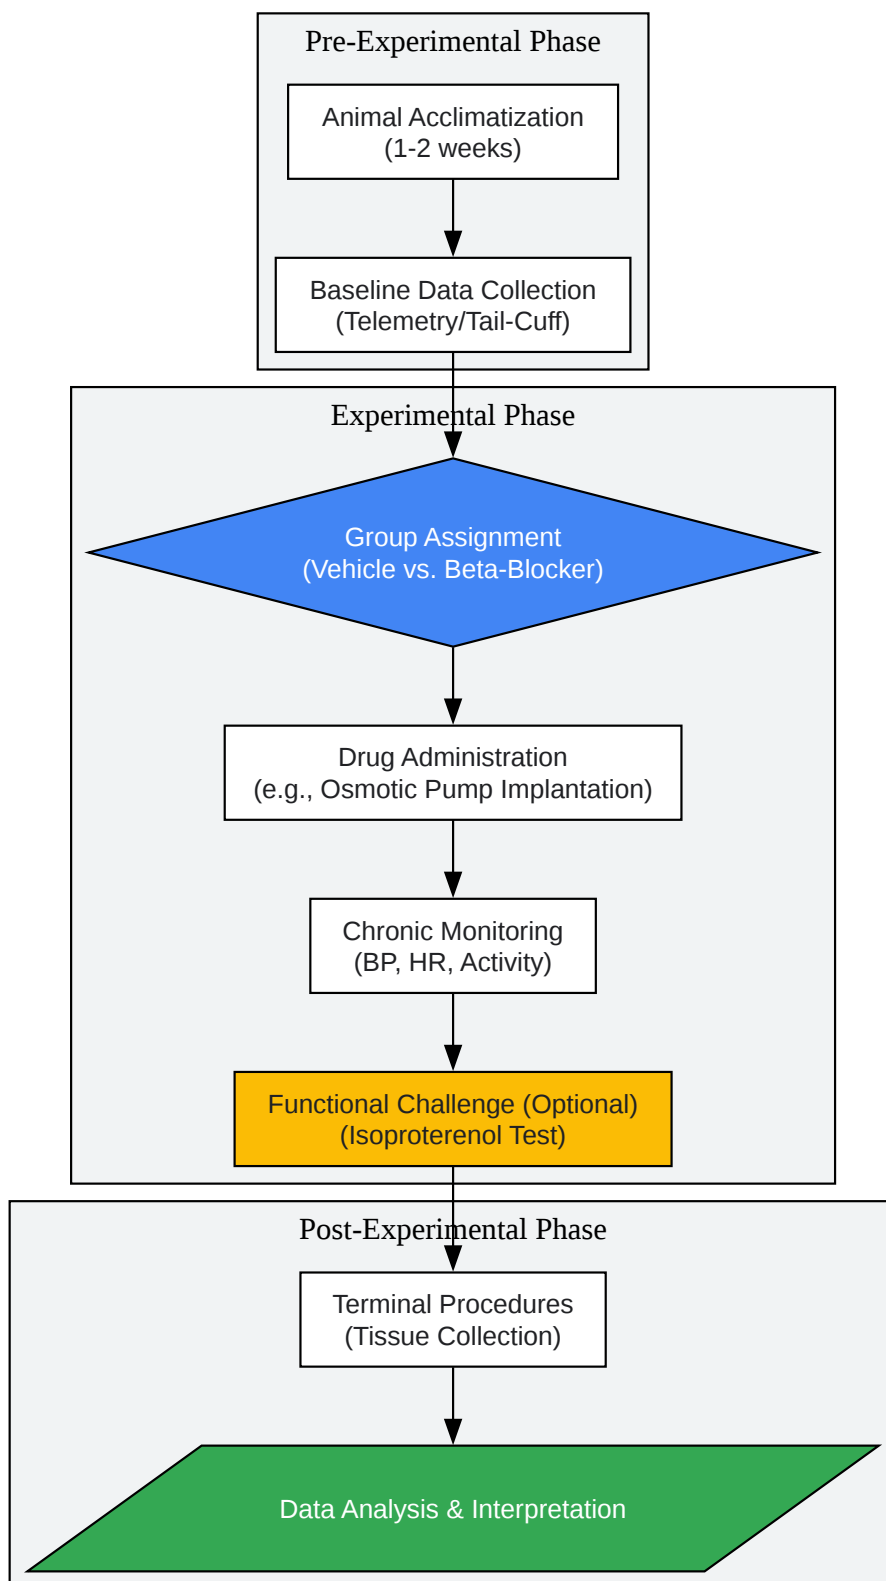 Pre-Experimental Phase
Animal Acclimatization
(1-2 weeks)
Baseline Data Collection
(Telemetry/Tail-Cuff)
Experimental Phase
Group Assignment
(Vehicle vs. Beta-Blocker)
Drug Administration
(e.g., Osmotic Pump Implantation)
Chronic Monitoring
(BP, HR, Activity)
Functional Challenge (Optional)
(Isoproterenol Test)
Post-Experimental Phase
Terminal Procedures
(Tissue Collection)
Data Analysis & Interpretation